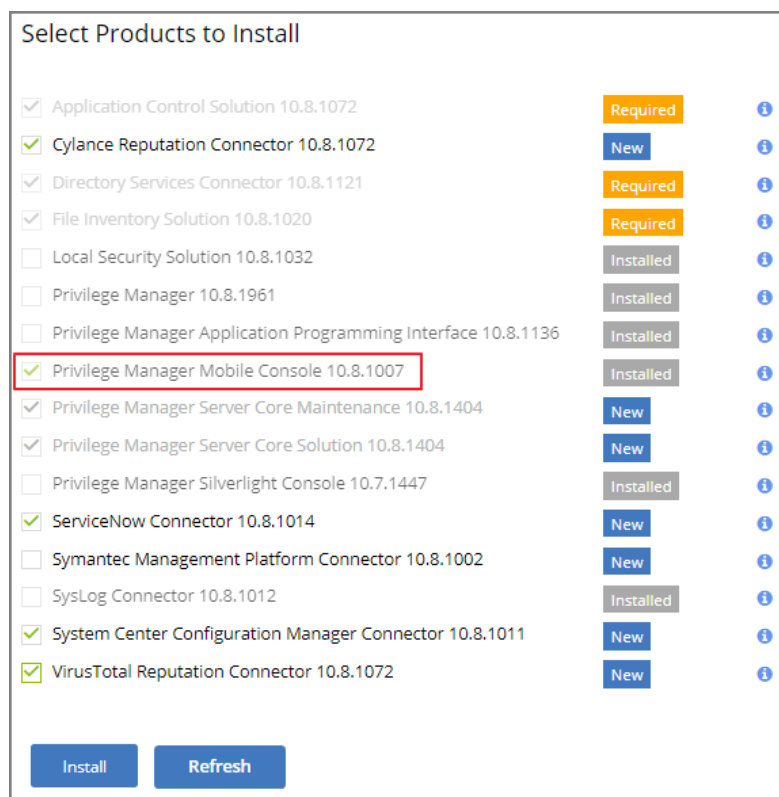 Select Products to Install
Application Control Solution 10.8.1072 Required
Cylance Reputation Connector 10.8.1072 New
Directory Services Connector 10.8.1121 Required
File Inventory Solution 10.8.1020 Required
Local Security Solution 10.8.1032 Installed
Privilege Manager 10.8.1961 Installed
Privilege Manager Application Programming Interface 10.8.1136 Installed
Privilege Manager Mobile Console 10.8.1007 Installed
Privilege Manager Server Core Maintenance 10.8.1404 New
Privilege Manager Server Core Solution 10.8.1404 New
Privilege Manager Silverlight Console 10.7.1447 Installed
ServiceNow Connector 10.8.1014 New
Symantec Management Platform Connector 10.8.1002 New
SysLog Connector 10.8.1012 Installed
System Center Configuration Manager Connector 10.8.1011 New
VirusTotal Reputation Connector 10.8.1072 New
Install Refresh